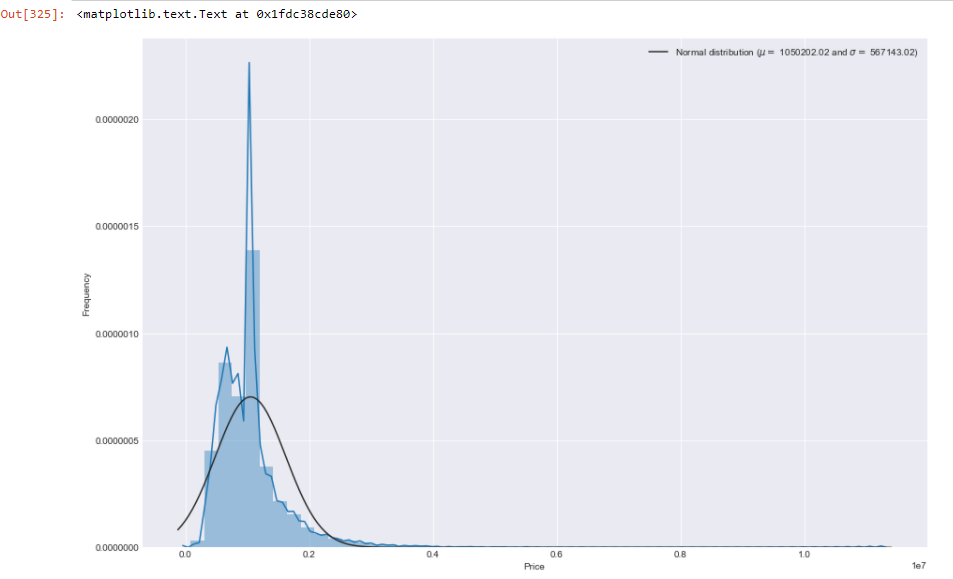 Out[325]: <matplotlib.text.Text at 0x1fdc38cde80>
Normal distribution (μ = 1050202.02 and σ = 567143.02)
0.0000020
0.0000015
0.0000010
0.0000005
0.0000000
Frequency
0.0 0.2 0.4 0.6 0.8 1.0
1e7
Price